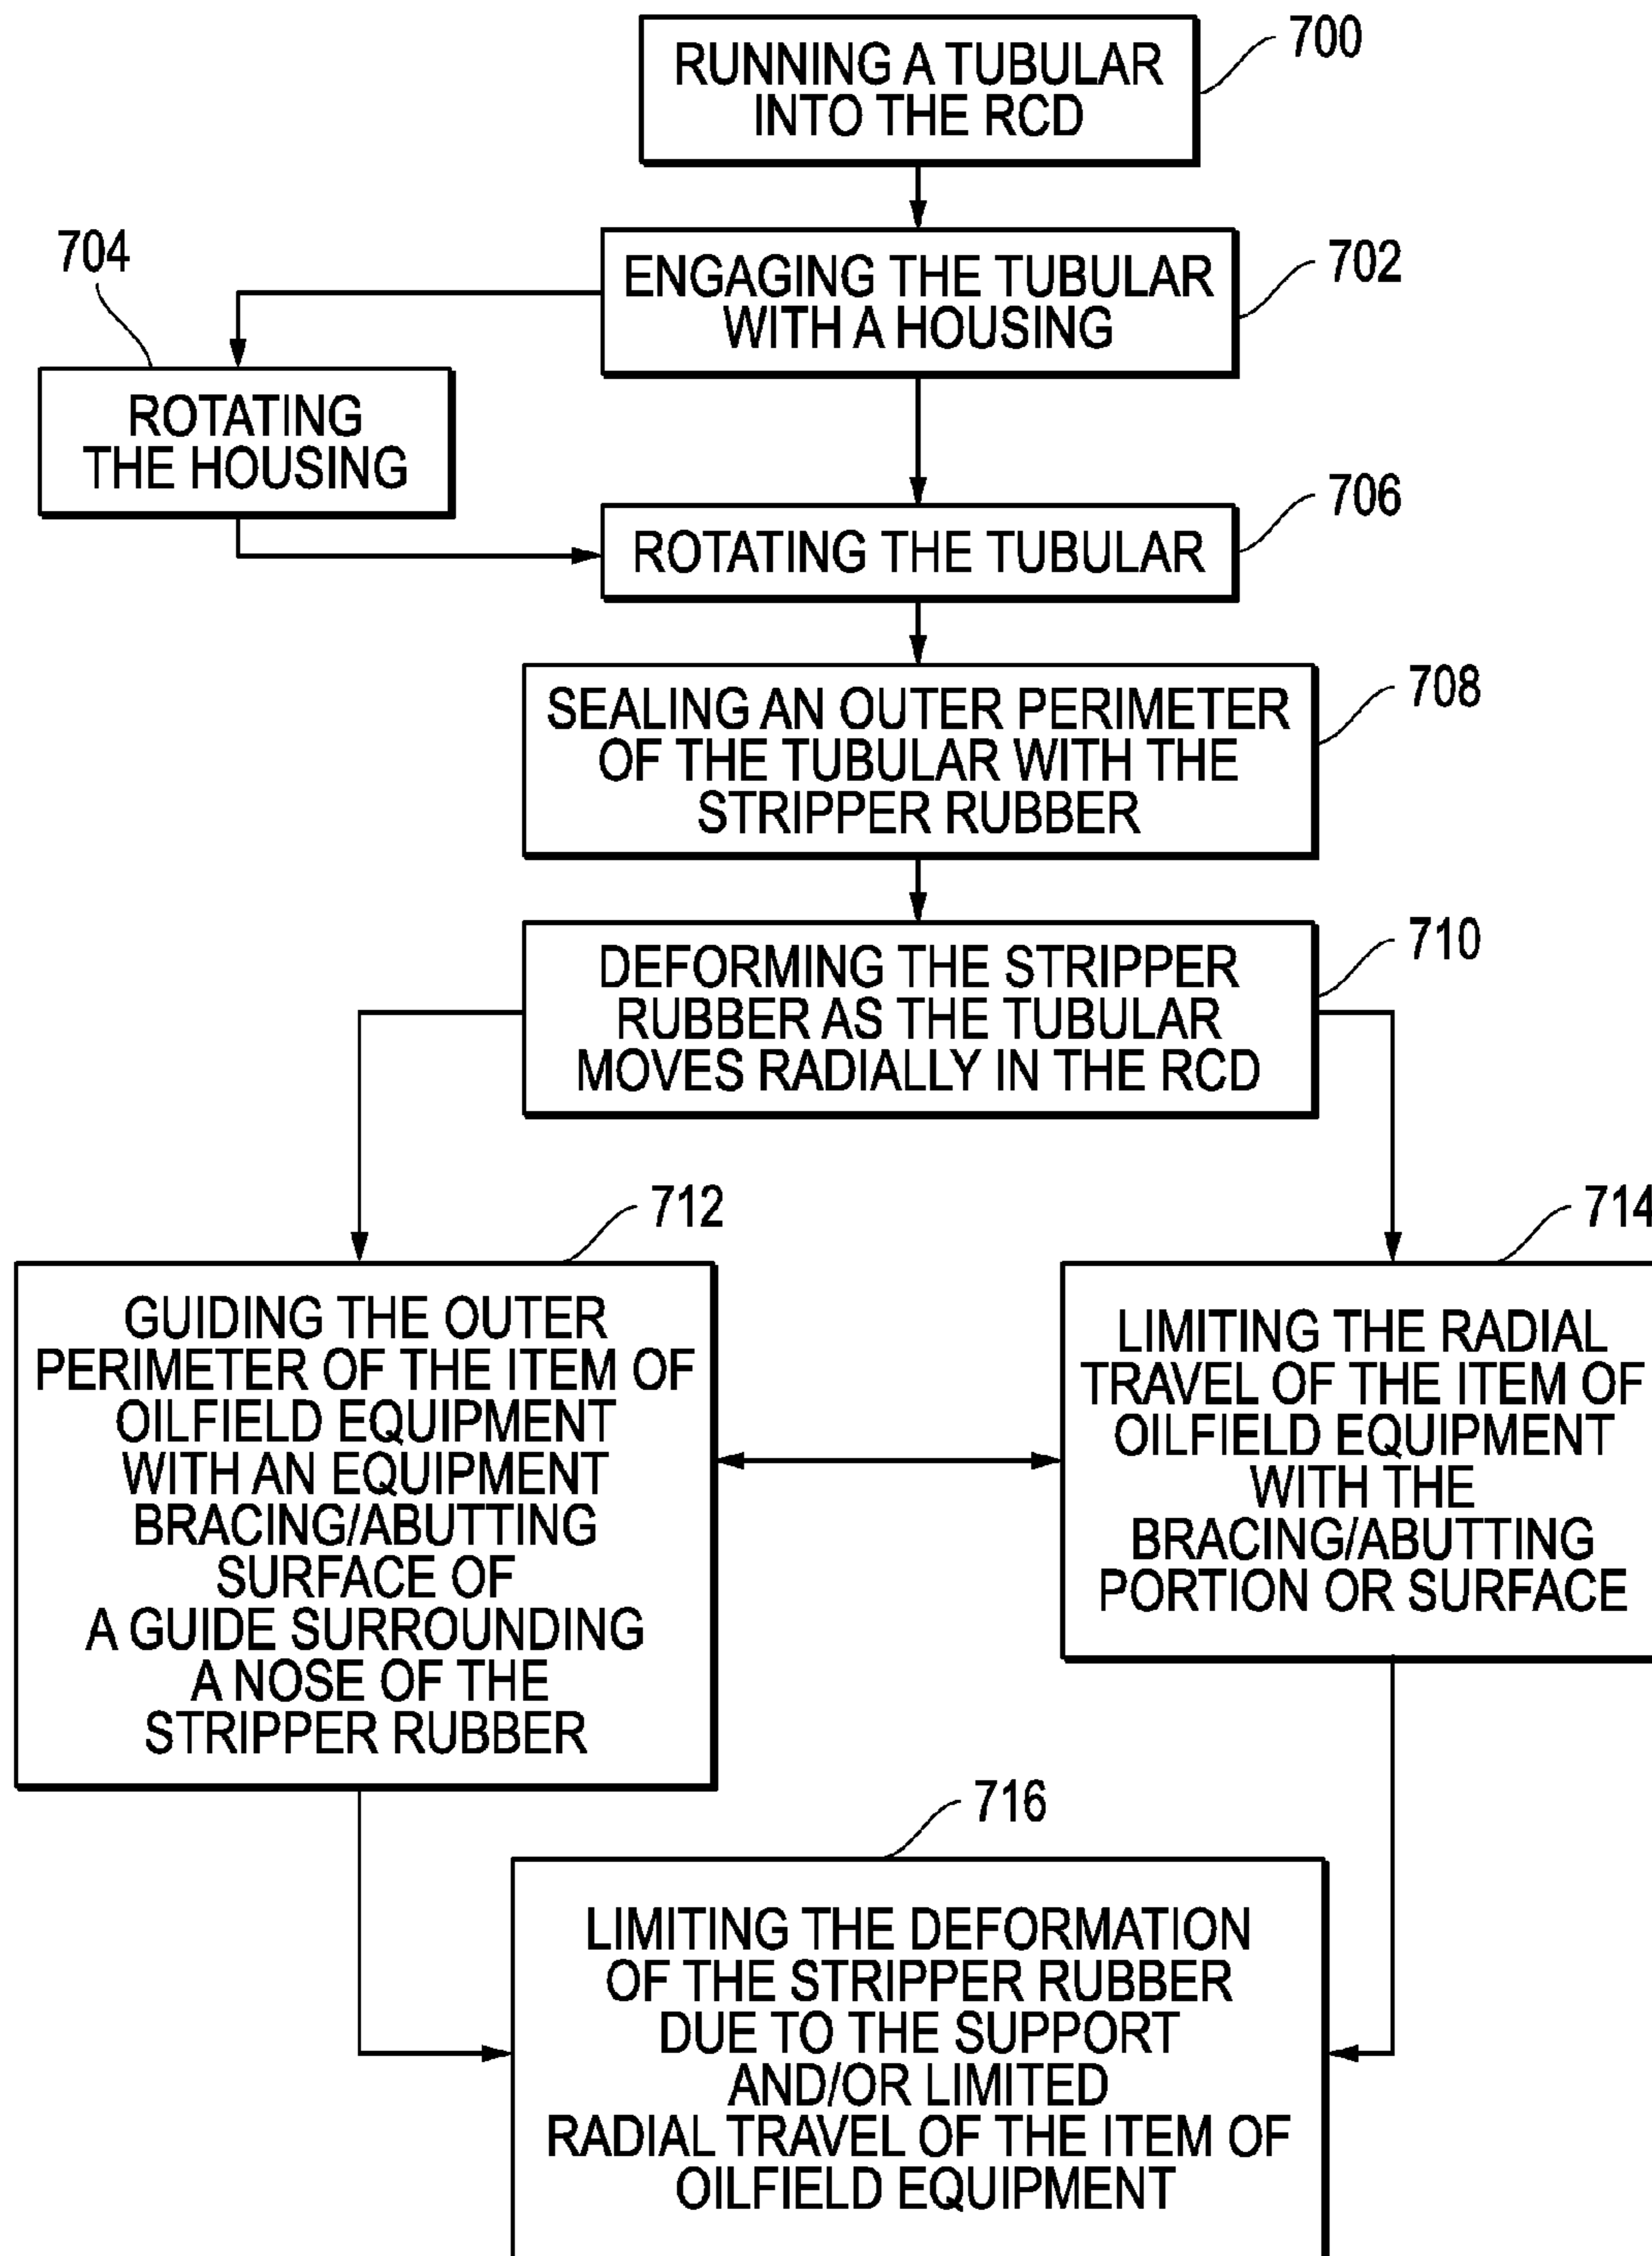 RUNNING A TUBULAR
INTO THE RCD
700
ENGAGING THE TUBULAR
WITH A HOUSING
702
704
ROTATING
THE HOUSING
ROTATING THE TUBULAR
706
SEALING AN OUTER PERIMETER
OF THE TUBULAR WITH THE
STRIPPER RUBBER
708
DEFORMING THE STRIPPER
RUBBER AS THE TUBULAR
MOVES RADIALLY IN THE RCD
710
712
GUIDING THE OUTER
PERIMETER OF THE ITEM OF
OILFIELD EQUIPMENT
WITH AN EQUIPMENT
BRACING/ABUTTING
SURFACE OF
A GUIDE SURROUNDING
A NOSE OF THE
STRIPPER RUBBER
714
LIMITING THE RADIAL
TRAVEL OF THE ITEM OF
OILFIELD EQUIPMENT
WITH THE
BRACING/ABUTTING
PORTION OR SURFACE
716
LIMITING THE DEFORMATION
OF THE STRIPPER RUBBER
DUE TO THE SUPPORT
AND/OR LIMITED
RADIAL TRAVEL OF THE ITEM OF
OILFIELD EQUIPMENT